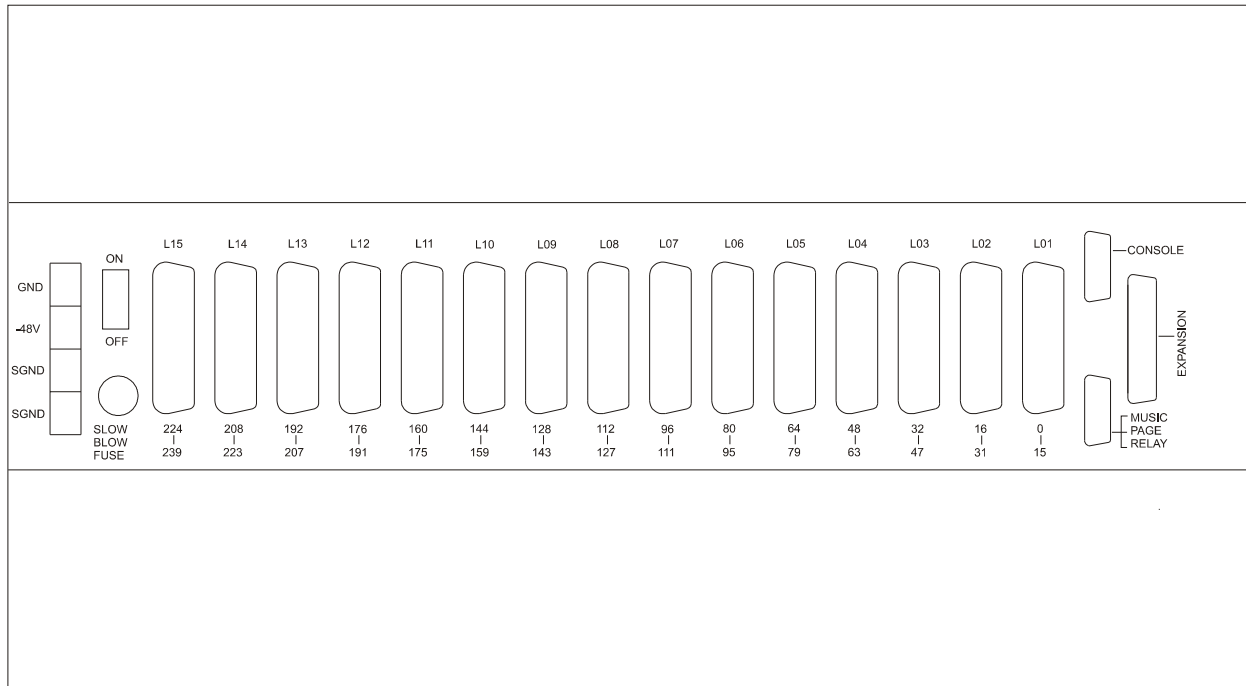 L15 L14 L13 L12 L11 L10 L09 L08 L07 L06 L05 L04 L03 L02 L01
CONSOLE
ON
GND
-48V
OFF
SGND
SGND
EXPANSION
SLOW
BLOW
FUSE
224 208 192 176 160 144 128 112 96 80 64 48 32 16 0
239 223 207 191 175 159 143 127 111 95 79 63 47 31 15
MUSIC
PAGE
RELAY